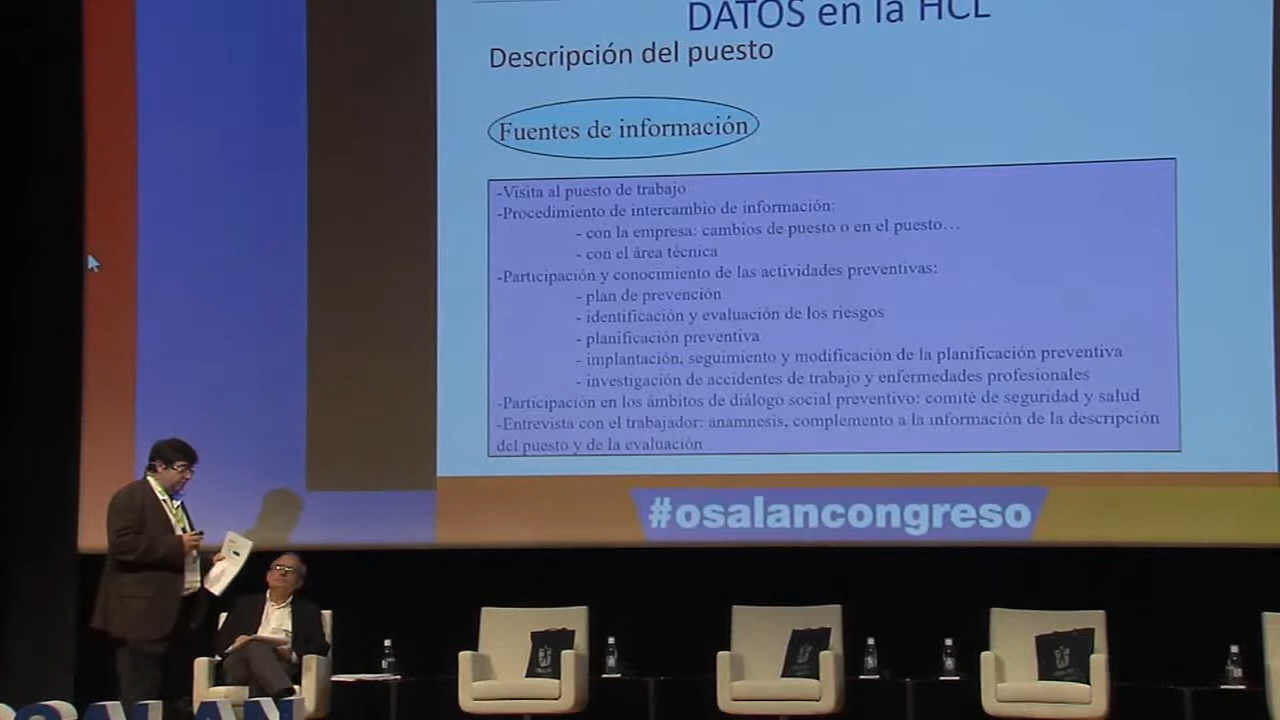 DATOS en la HCL
Descripción del puesto
Fuentes de información
-Visita al puesto de trabajo
-Procedimiento de intercambio de información:
- con la empresa: cambios de puesto o en el puesto…
- con el área técnica
-Participación y conocimiento de las actividades preventivas:
- plan de prevención
- identificación y evaluación de los riesgos
- planificación preventiva
- implantación, seguimiento y modificación de la planificación preventiva
- investigación de accidentes de trabajo y enfermedades profesionales
-Participación en los ámbitos de diálogo social preventivo: comité de seguridad y salud
-Entrevista con el trabajador: anamnesis, complemento a la información de la descripción
del puesto y de la evaluación
#osalancongreso
OSALAN